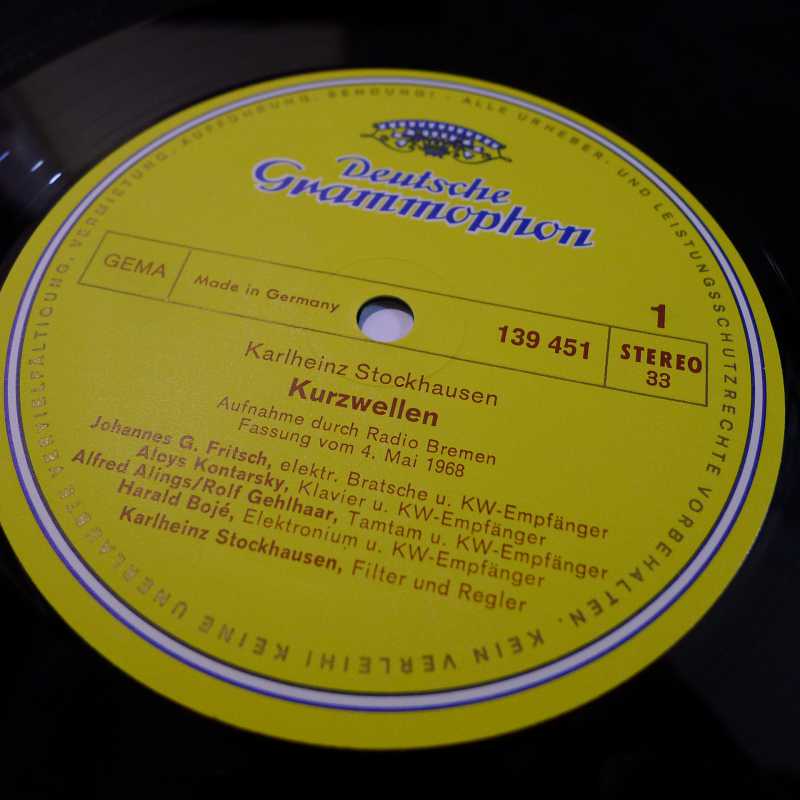 Deutsche
Grammophon
GEMA
Made in Germany
139 451
1
STEREO
33
Karlheinz Stockhausen
Kurzwellen
Aufnahme durch Radio Bremen
Fassung vom 4. Mai 1968
Johannes G. Fritsch, elektr. Bratsche u. KW-Empfänger
Aloys Kontarsky, Klavier u. KW-Empfänger
Alfred Alings/Rolf Gehlhaar, Tamtam u. KW-Empfänger
Harald Bojé, Elektronium u. KW-Empfänger
Karlheinz Stockhausen, Filter und Regler
ALLE URHEBER- UND LEISTUNGSSCHUTZRECHTE VORBEHALTEN. KEIN VERLEIH! KEINE UNERLAUBTE VERVIELFÄLTIGUNG, VERMIETUNG, AUFFÜHRUNG, SENDUNG! -